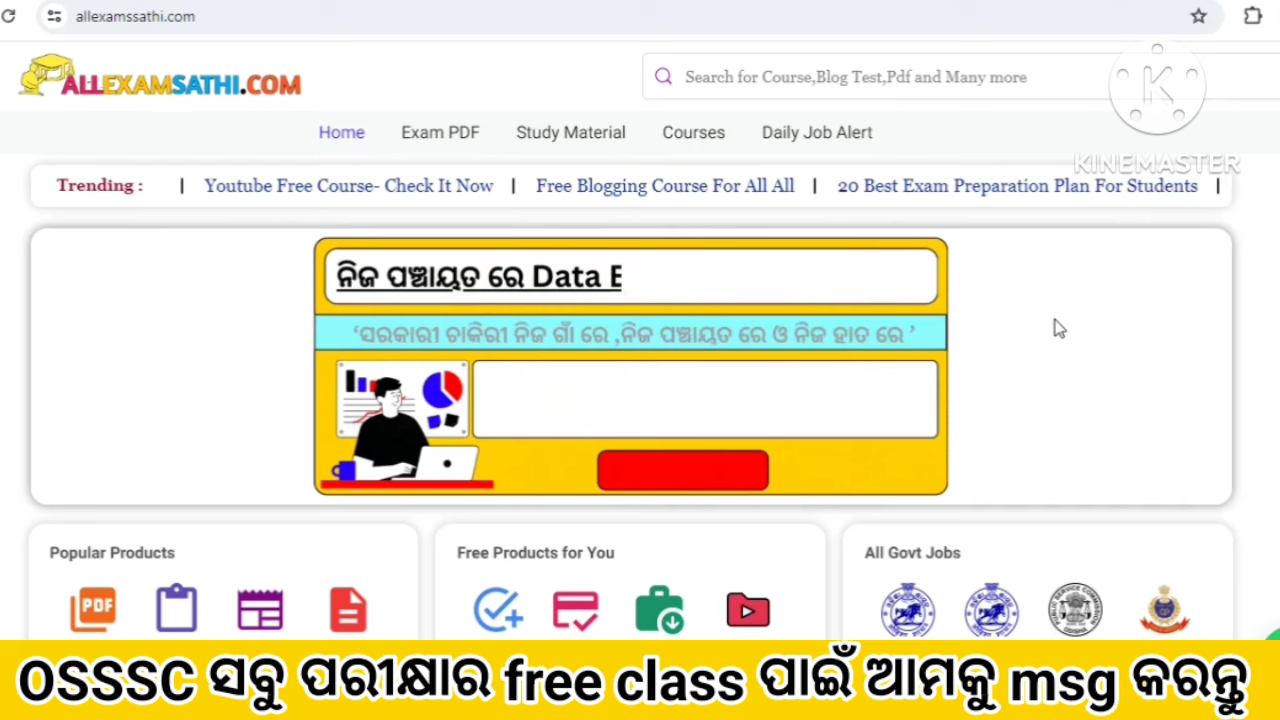 allexamssathi.com
ALLEXAMSATHI.COM
Search for Course,Blog Test,Pdf and Many more
KINEMASTER
Home Exam PDF Study Material Courses Daily Job Alert
Trending : | Youtube Free Course- Check It Now | Free Blogging Course For All All | 20 Best Exam Preparation Plan For Students |
ନିଜ ପଞ୍ଚାୟତ ରେ Data E
‘ସରକାରୀ ଚାକିରୀ ନିଜ ଗାଁ ରେ ,ନିଜ ପଞ୍ଚାୟତ ରେ ଓ ନିଜ ହାତ ରେ ’
Popular Products
Free Products for You
All Govt Jobs
PDF
OSSSC ସବୁ ପରୀକ୍ଷାର free class ପାଇଁ ଆମକୁ msg କରନ୍ତୁ